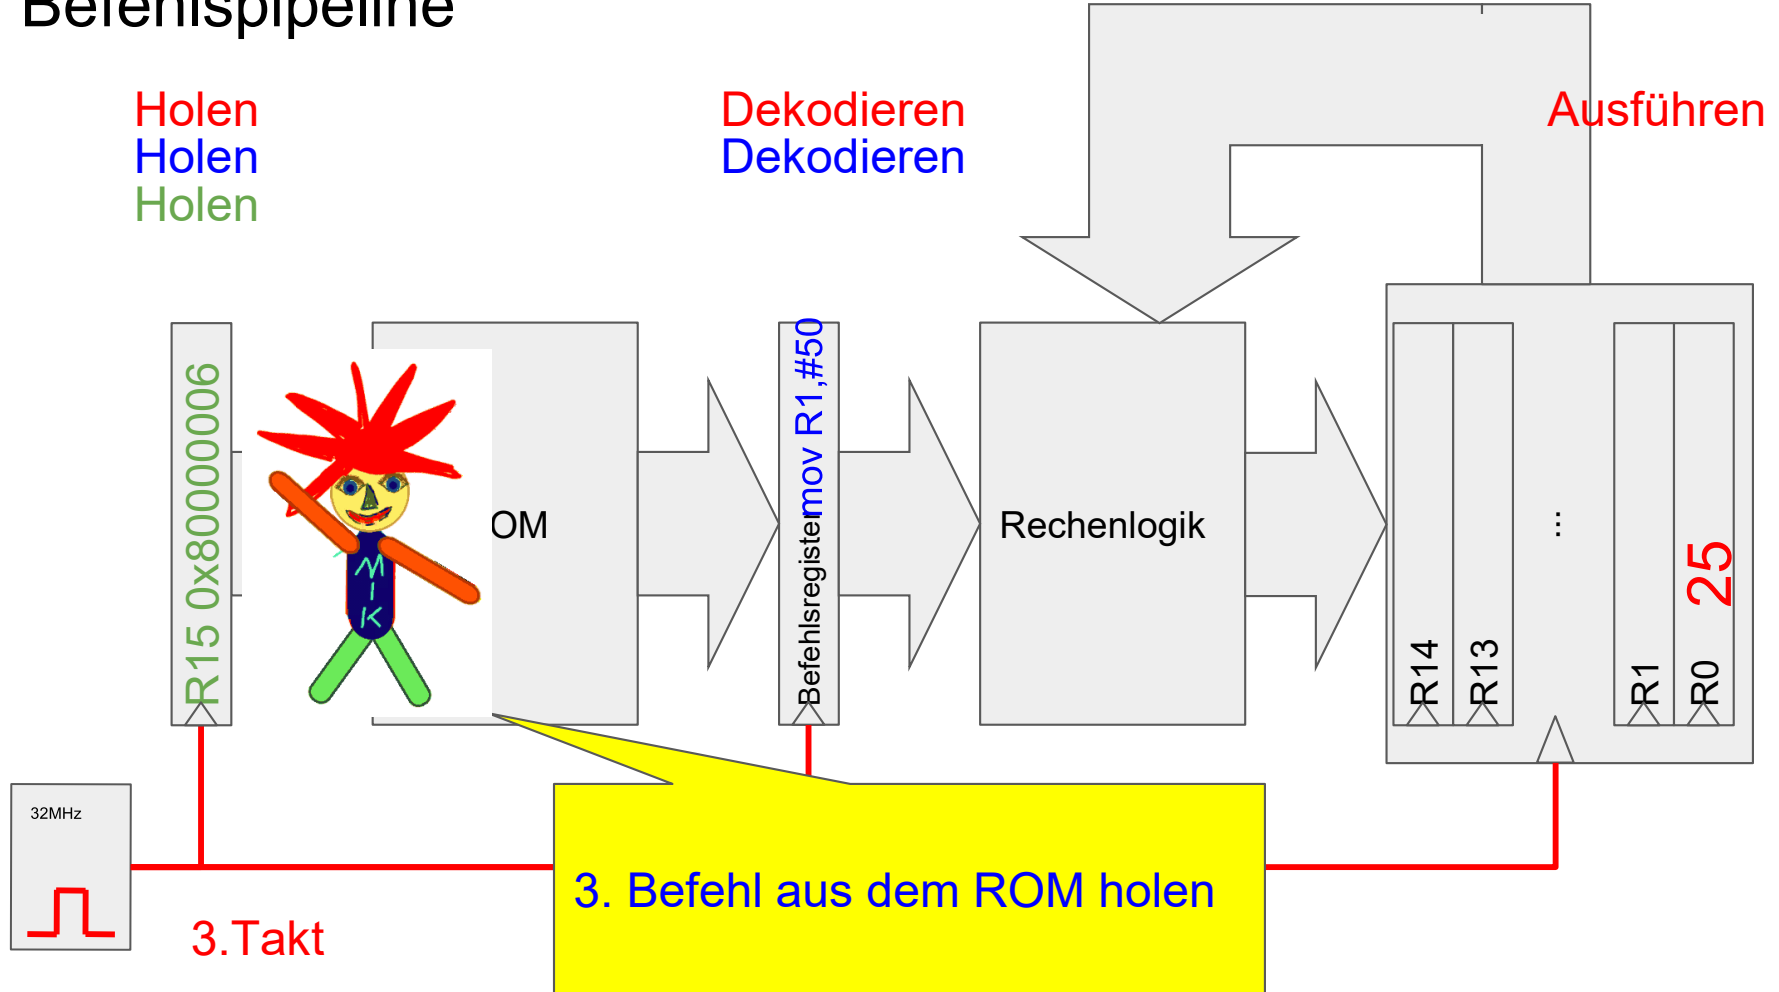 Befehlspipeline
Holen
Holen
Holen
Dekodieren
Dekodieren
Ausführen
R15 0x80000006
MIK
OM
Befehlsregister
mov R1,#50
Rechenlogik
R14
R13
...
R1
R0
25
32MHz
3.Takt
3. Befehl aus dem ROM holen